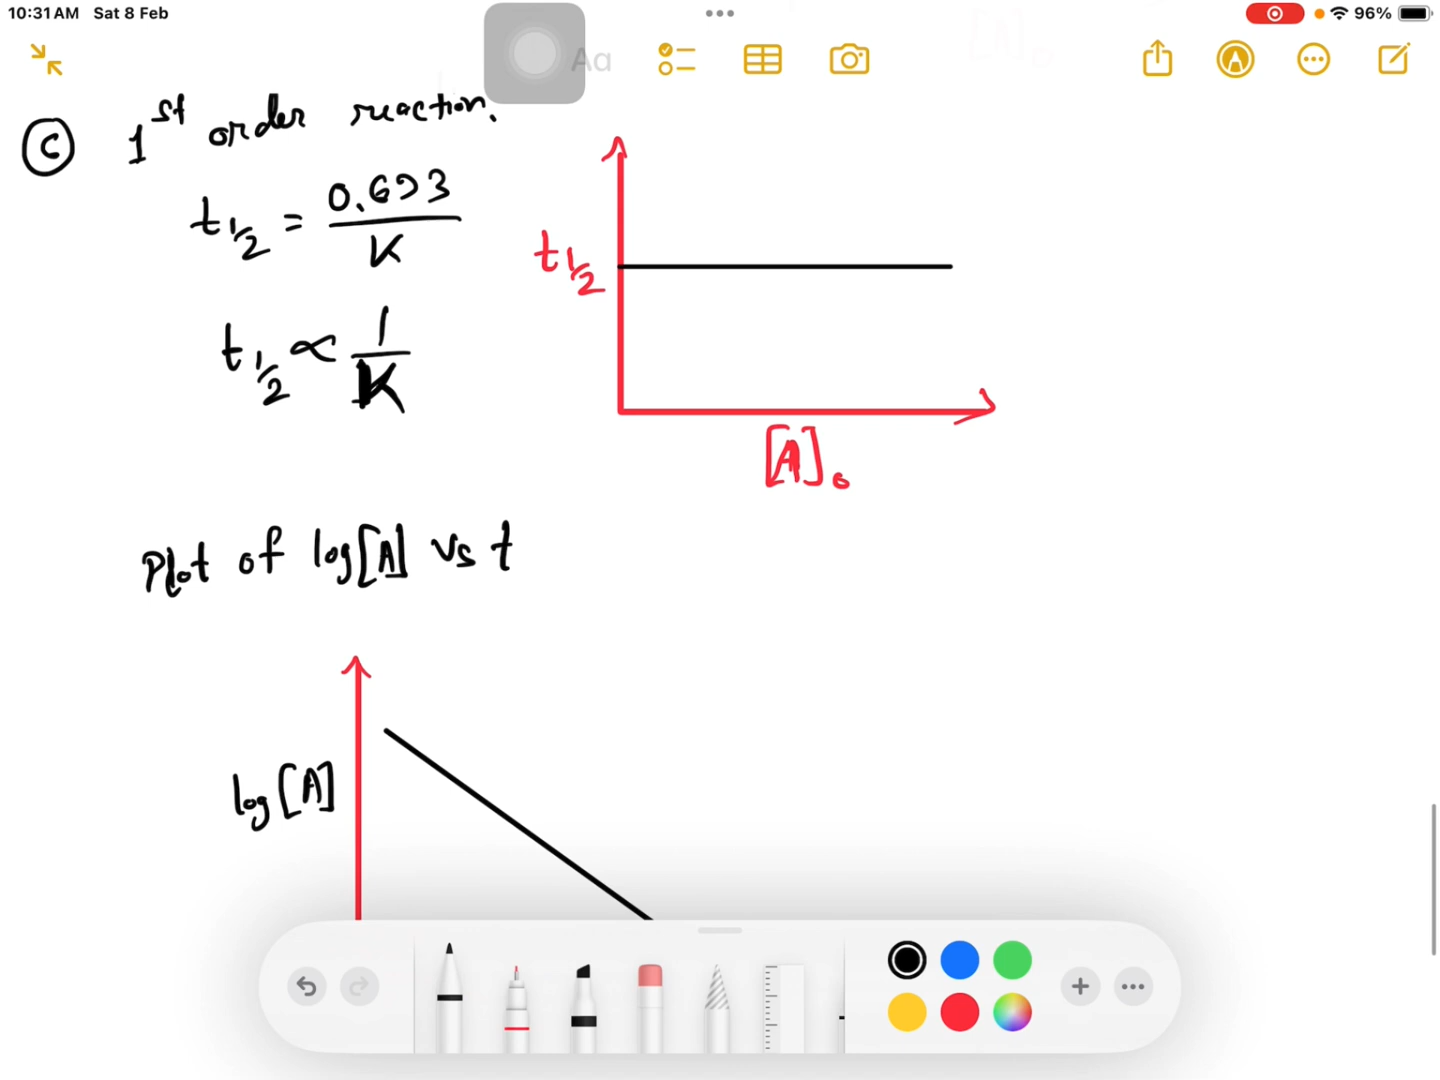 10:31 AM Sat 8 Feb
96%
Aa
[A]₀
Ⓒ 1st order reaction.
t1/2 = 0.693/K
t1/2
t1/2 ∝ 1/K
[A]₀
Plot of log[A] vs t
log[A]